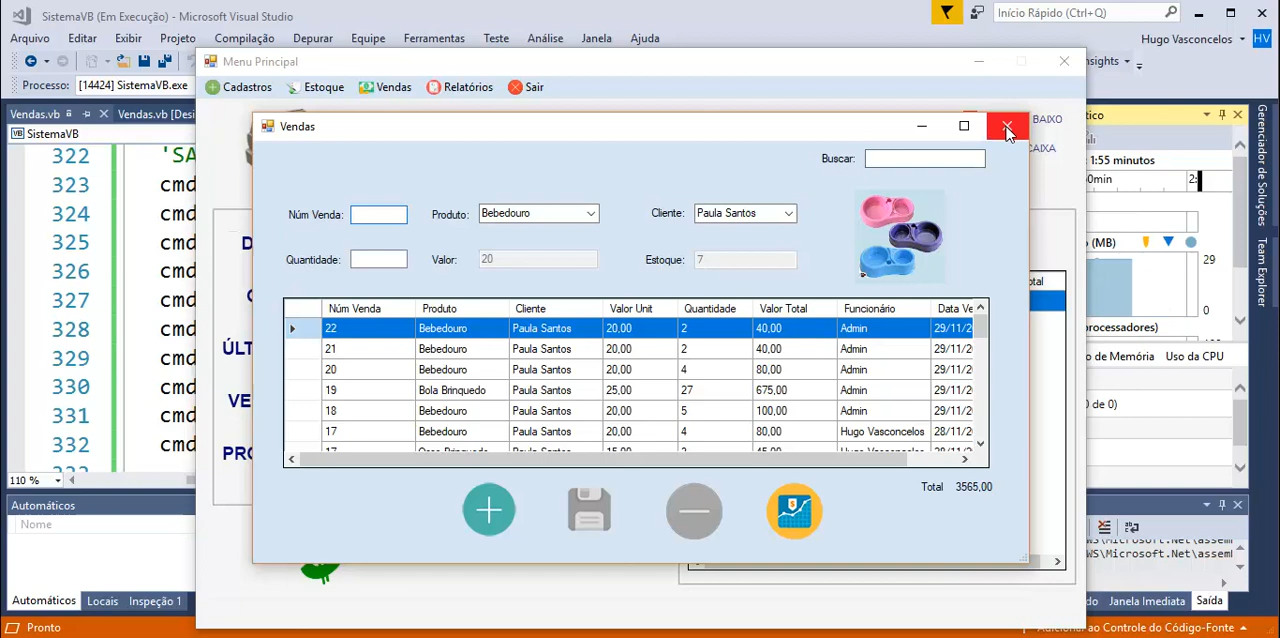 SistemaVB (Em Execução) - Microsoft Visual Studio
Início Rápido (Ctrl+Q)
Arquivo Editar Exibir Projeto Compilação Depurar Equipe Ferramentas Teste Análise Janela Ajuda
Hugo Vasconcelos HV
Processo: [14424] SistemaVB.exe
Menu Principal
Cadastros Estoque Vendas Relatórios Sair
Vendas.vb Vendas.vb [Desi
SistemaVB
Vendas
BAIXO
CAIXA
Buscar:
Núm Venda: Produto: Bebedouro Cliente: Paula Santos
Quantidade: Valor: 20 Estoque: 7
Núm Venda Produto Cliente Valor Unit Quantidade Valor Total Funcionário Data Ve
22 Bebedouro Paula Santos 20,00 2 40,00 Admin 29/11/2
21 Bebedouro Paula Santos 20,00 2 40,00 Admin 29/11/2
20 Bebedouro Paula Santos 20,00 4 80,00 Admin 29/11/2
19 Bola Brinquedo Paula Santos 25,00 27 675,00 Admin 29/11/2
18 Bebedouro Paula Santos 20,00 5 100,00 Admin 29/11/2
17 Bebedouro Paula Santos 20,00 4 80,00 Hugo Vasconcelos 28/11/2
Total 3565,00
322 'SA
323 cmd
324 cmd
325 cmd
326 cmd
327 cmd
328 cmd
329 cmd
330 cmd
331 cmd
332 cmd
110 %
ÚLT
VE
PRO
1:55 minutos
(MB)
29
0
processadores)
de Memória Uso da CPU
de 0)
Gerenciador de Soluções
Team Explorer
Automáticos
Nome
Automáticos Locais Inspeção 1
Janela Imediata Saída
Pronto
Adicionar ao Controle do Código-Fonte